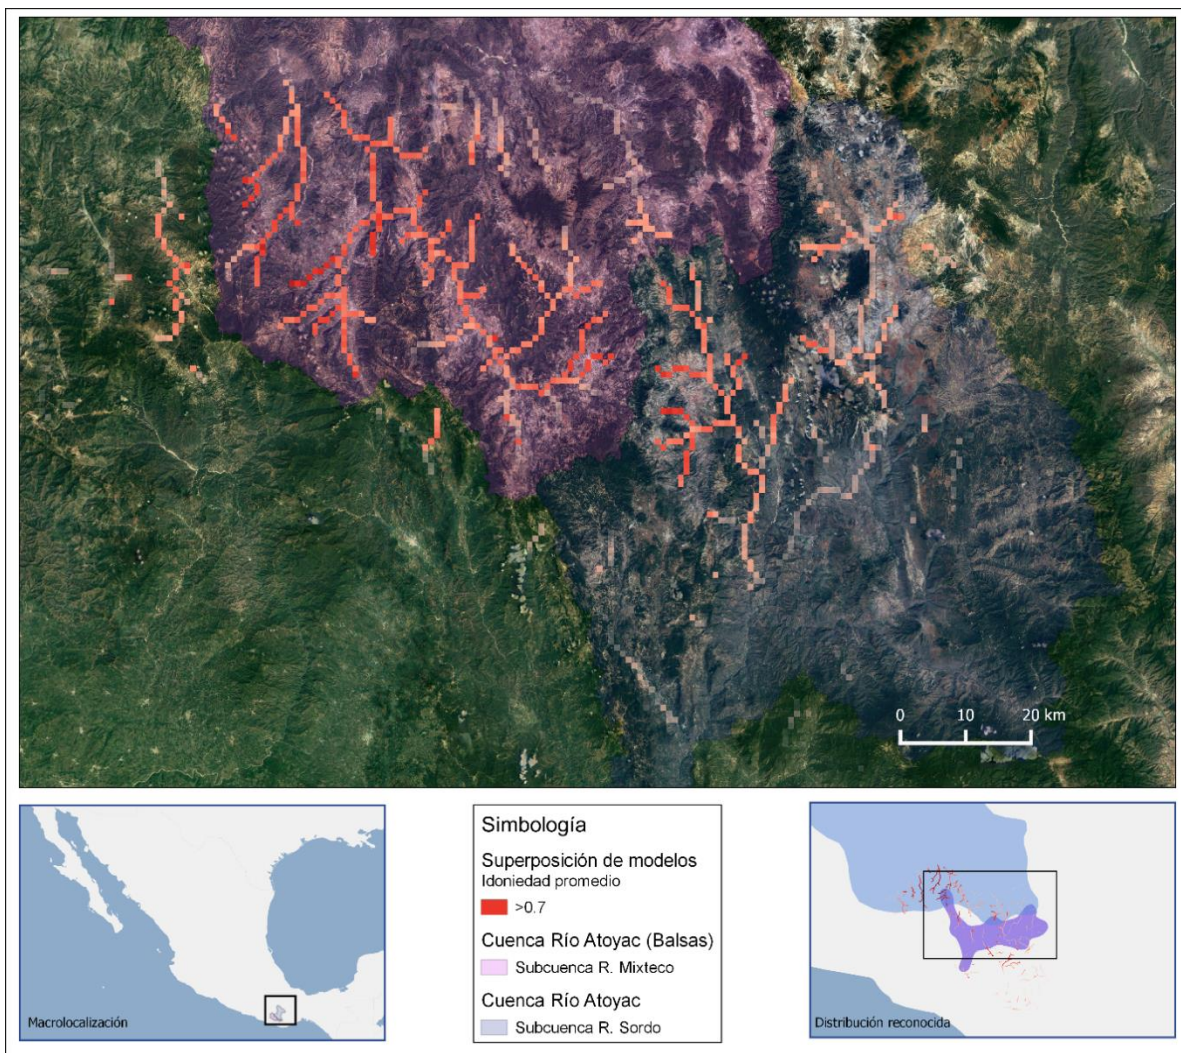 0 10 20 km
Macrolocalización
Simbología
Superposición de modelos
Idoniedad promedio
>0.7
Cuenca Río Atoyac (Balsas)
Subcuenca R. Mixteco
Cuenca Río Atoyac
Subcuenca R. Sordo
Distribución reconocida